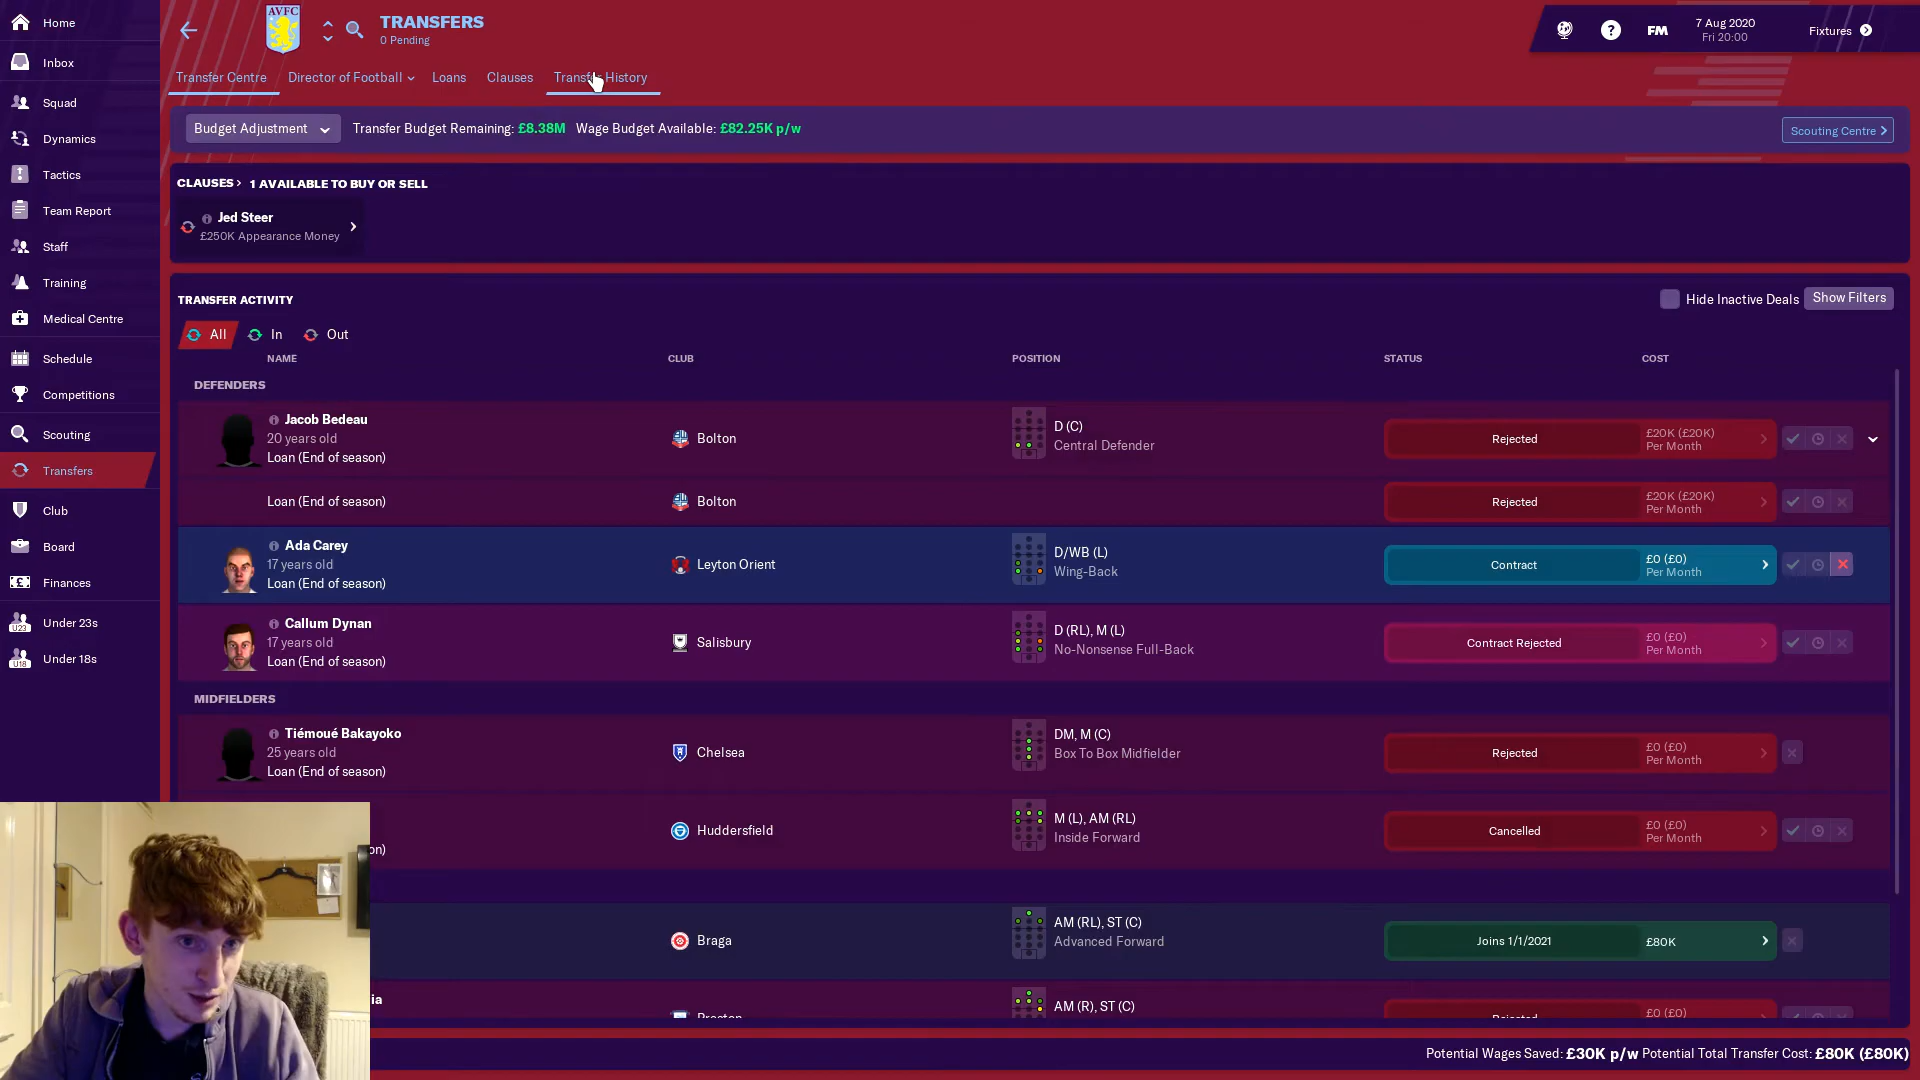 Home
Inbox
Squad
Dynamics
Tactics
Team Report
Staff
Training
Medical Centre
Schedule
Competitions
Scouting
Transfers
Club
Board
Finances
U23 Under 23s
U18 Under 18s
AVFC
TRANSFERS
0 Pending
? FM
7 Aug 2020
Fri 20:00
Fixtures
Transfer Centre Director of Football Loans Clauses Transfer History
Budget Adjustment Transfer Budget Remaining: £8.38M Wage Budget Available: £82.25K p/w Scouting Centre
CLAUSES 1 AVAILABLE TO BUY OR SELL
Jed Steer
£250K Appearance Money
TRANSFER ACTIVITY
Hide Inactive Deals Show Filters
All In Out
NAME CLUB POSITION STATUS COST
DEFENDERS
Jacob Bedeau
20 years old
Loan (End of season)
Bolton
D (C)
Central Defender
Rejected
£20K (£20K)
Per Month
Loan (End of season)
Bolton
Rejected
£20K (£20K)
Per Month
Ada Carey
17 years old
Loan (End of season)
Leyton Orient
D/WB (L)
Wing-Back
Contract
£0 (£0)
Per Month
Callum Dynan
17 years old
Loan (End of season)
Salisbury
D (RL), M (L)
No-Nonsense Full-Back
Contract Rejected
£0 (£0)
Per Month
MIDFIELDERS
Tiémoué Bakayoko
25 years old
Loan (End of season)
Chelsea
DM, M (C)
Box To Box Midfielder
Rejected
£0 (£0)
Per Month
on)
Huddersfield
M (L), AM (RL)
Inside Forward
Cancelled
£0 (£0)
Per Month
Braga
AM (RL), ST (C)
Advanced Forward
Joins 1/1/2021
£80K
ia
Preston
AM (R), ST (C)
Rejected
£0 (£0)
Potential Wages Saved: £30K p/w Potential Total Transfer Cost: £80K (£80K)